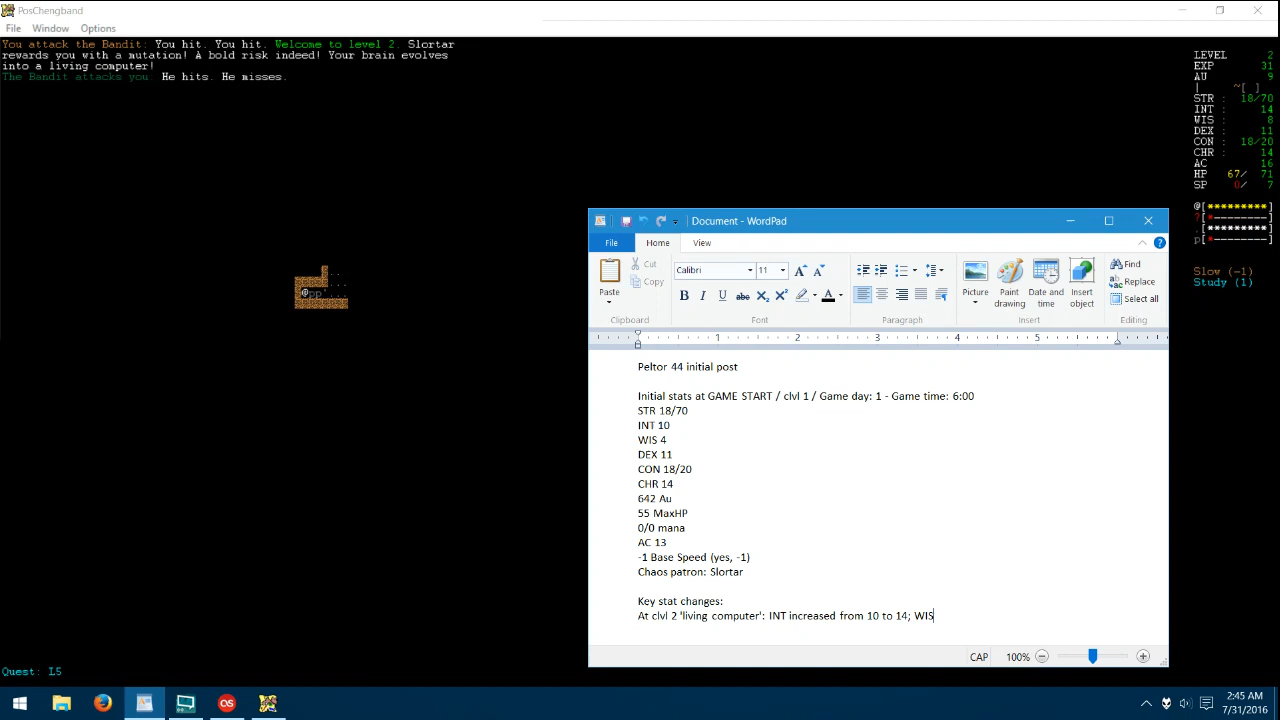 PosChengband
File Window Options
You attack the Bandit: You hit. You hit. Welcome to level 2. Slortar
rewards you with a mutation! A bold risk indeed! Your brain evolves
into a living computer!
The Bandit attacks you. He hits. He misses.
LEVEL 2
EXP 31
AU 9
| ~[ ]
STR : 18/70
INT : 14
WIS : 8
DEX : 11
CON : 18/20
CHR : 14
AC 16
HP 67/ 71
SP 0/ 7
@[*********]
?[*--------]
.[*********]
p[*--------]
Slow (-1)
Study (1)
@pp'...
Quest: L5
Document - WordPad
File Home View
Paste
Cut
Copy
Clipboard
Calibri 11
B I U abc X₂ X² A
Font
Paragraph
Picture
Paint drawing
Date and time
Insert object
Insert
Find
Replace
Select all
Editing
1 2 3 4 5
Peltor 44 initial post
Initial stats at GAME START / clvl 1 / Game day: 1 - Game time: 6:00
STR 18/70
INT 10
WIS 4
DEX 11
CON 18/20
CHR 14
642 Au
55 MaxHP
0/0 mana
AC 13
-1 Base Speed (yes, -1)
Chaos patron: Slortar
Key stat changes:
At clvl 2 'living computer': INT increased from 10 to 14; WIS
CAP 100%
2:45 AM
7/31/2016